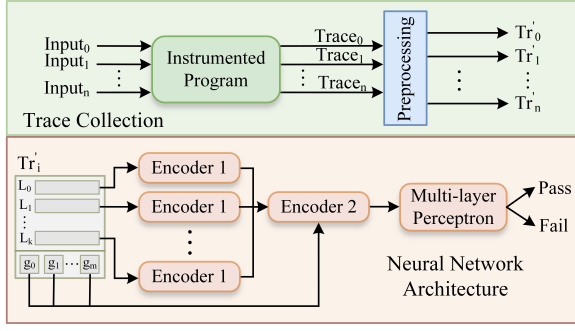 Input₀
Input₁
⋮
Inputₙ
Instrumented
Program
Trace₀
Trace₁
⋮
Traceₙ
Preprocessing
Tr'₀
Tr'₁
⋮
Tr'ₙ
Trace Collection
Tr'ᵢ
L₀
L₁
⋮
Lₖ
g₀ g₁ ⋯ gₘ
Encoder 1
Encoder 1
⋮
Encoder 1
Encoder 2
Multi-layer
Perceptron
Pass
Fail
Neural Network
Architecture